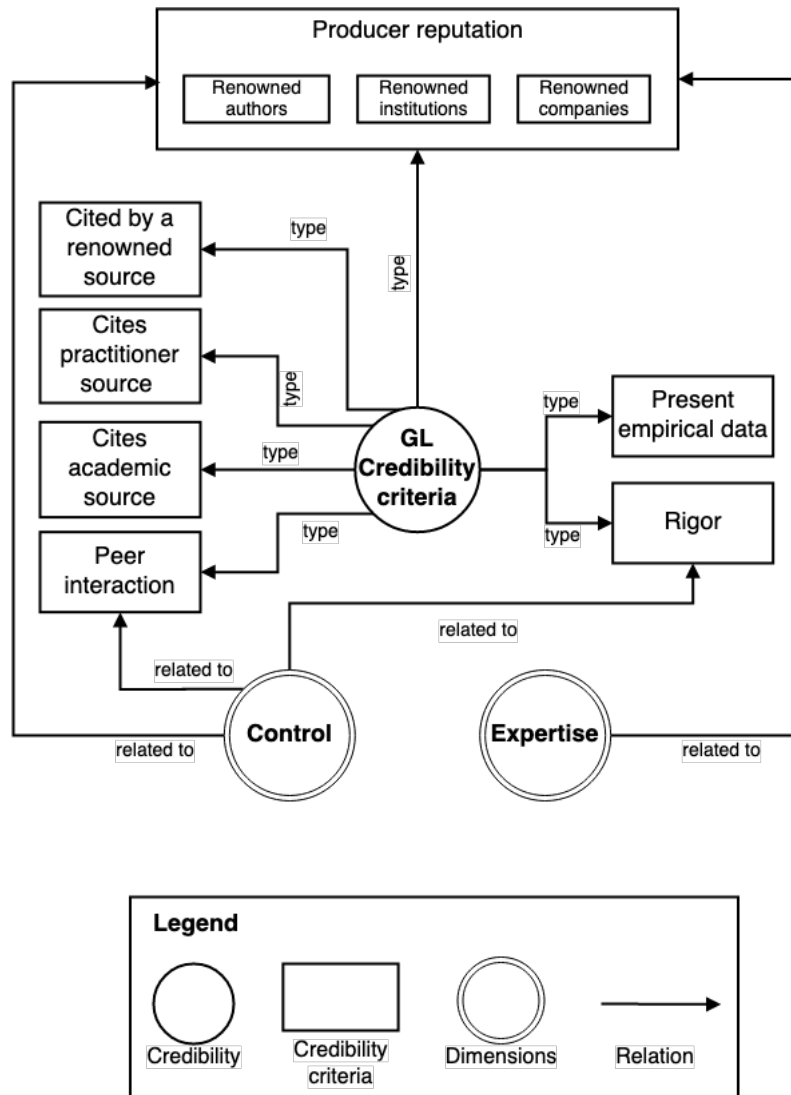 Producer reputation
Renowned
authors
Renowned
institutions
Renowned
companies
Cited by a
renowned
source
type
type
Cites
practitioner
source
type
Cites
academic
source
type
GL
Credibility
criteria
type
Present
empirical data
Peer
interaction
type
type
Rigor
related to
related to
Control
Expertise
related to
related to
Legend
Credibility
Credibility
criteria
Dimensions
Relation